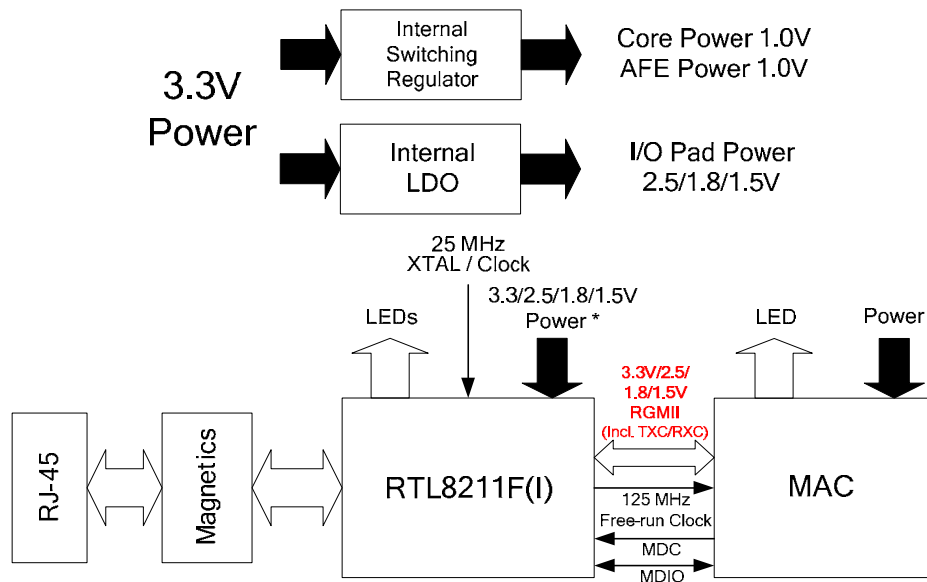 3.3V
Power
Internal
Switching
Regulator
Core Power 1.0V
AFE Power 1.0V
Internal
LDO
I/O Pad Power
2.5/1.8/1.5V
25 MHz
XTAL / Clock
3.3/2.5/1.8/1.5V
Power *
LEDs
LED
Power
3.3V/2.5/
1.8/1.5V
RGMII
(Incl. TXC/RXC)
RJ-45
Magnetics
RTL8211F(I)
MAC
125 MHz
Free-run Clock
MDC
MDIO